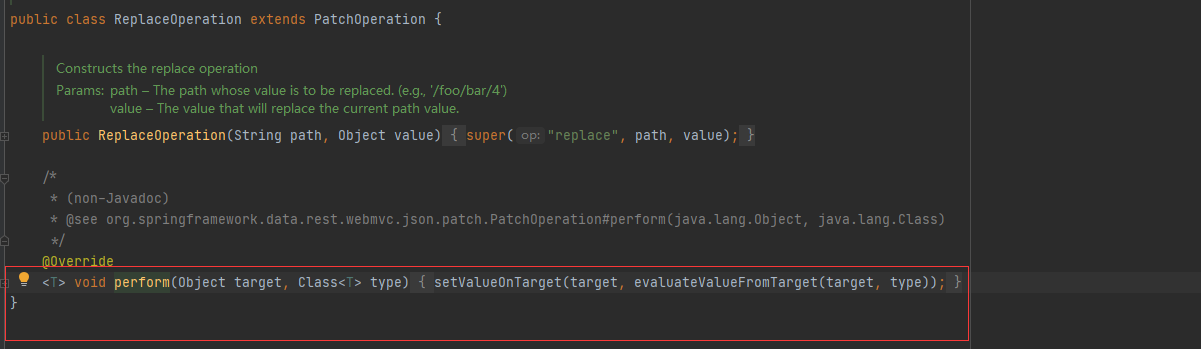 public class ReplaceOperation extends PatchOperation {
Constructs the replace operation
Params: path – The path whose value is to be replaced. (e.g., '/foo/bar/4')
value – The value that will replace the current path value.
public ReplaceOperation(String path, Object value) { super( op: "replace", path, value); }
/*
* (non-Javadoc)
* @see org.springframework.data.rest.webmvc.json.patch.PatchOperation#perform(java.lang.Object, java.lang.Class)
*/
@Override
<T> void perform(Object target, Class<T> type) { setValueOnTarget(target, evaluateValueFromTarget(target, type)); }
}